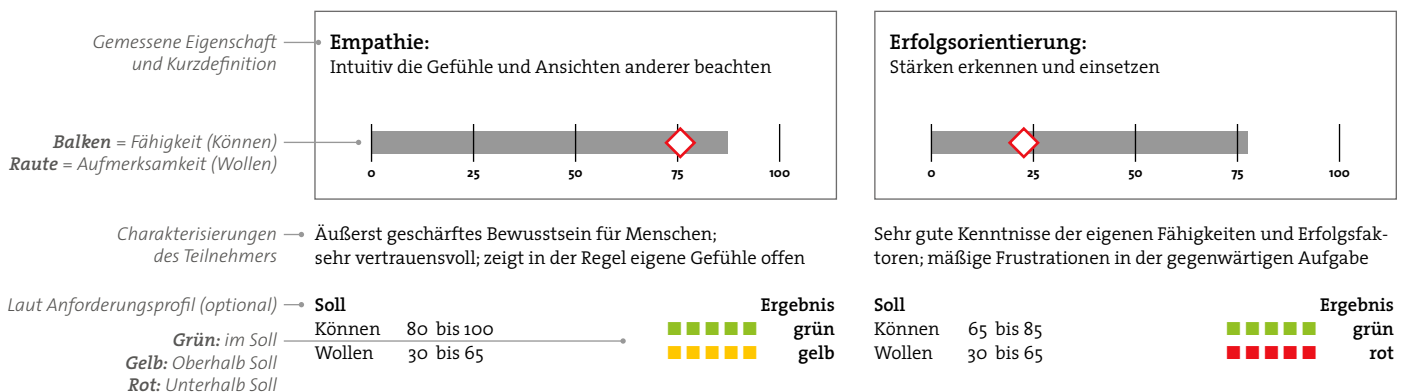 Gemessene Eigenschaft
und Kurzdefinition
Empathie:
Intuitiv die Gefühle und Ansichten anderer beachten
Erfolgsorientierung:
Stärken erkennen und einsetzen
Balken = Fähigkeit (Können)
Raute = Aufmerksamkeit (Wollen)
0 25 50 75 100
0 25 50 75 100
Charakterisierungen
des Teilnehmers
Äußerst geschärftes Bewusstsein für Menschen;
sehr vertrauensvoll; zeigt in der Regel eigene Gefühle offen
Sehr gute Kenntnisse der eigenen Fähigkeiten und Erfolgsfak-
toren; mäßige Frustrationen in der gegenwärtigen Aufgabe
Laut Anforderungsprofil (optional)
Grün: im Soll
Gelb: Oberhalb Soll
Rot: Unterhalb Soll
Soll Ergebnis
Können 80 bis 100 grün
Wollen 30 bis 65 gelb
Soll Ergebnis
Können 65 bis 85 grün
Wollen 30 bis 65 rot